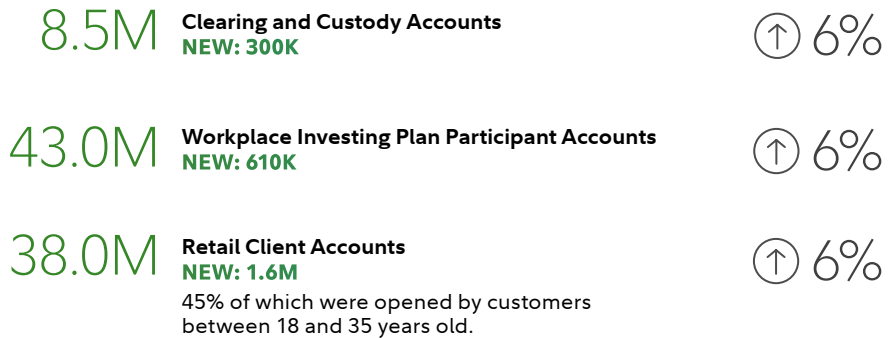 8.5M Clearing and Custody Accounts 6%
NEW: 300K
43.0M Workplace Investing Plan Participant Accounts 6%
NEW: 610K
38.0M Retail Client Accounts 6%
NEW: 1.6M
45% of which were opened by customers
between 18 and 35 years old.